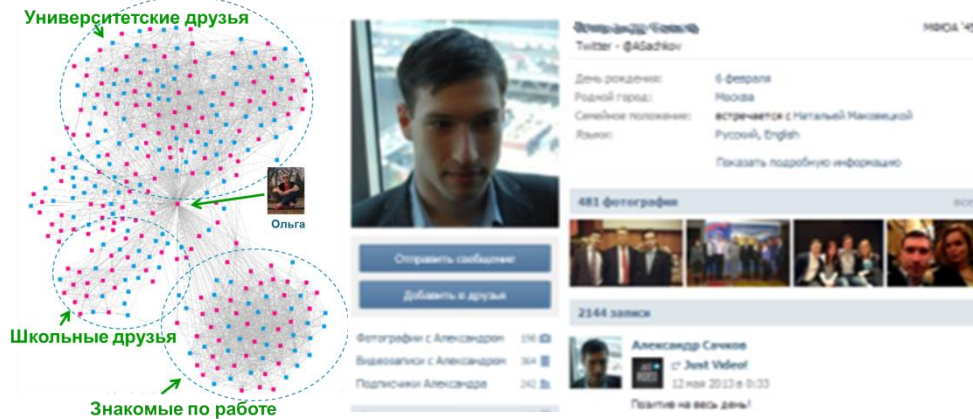 Университетские друзья
Ольга
Школьные друзья
Знакомые по работе
Отправить сообщение
Добавить в друзья
Фотографии с Александром 198
Видеозаписи с Александром 364
Подписчики Александра 242
Twitter - @ASachkov
День рождения: 6 февраля
Родной город: Москва
Семейное положение: встречается с Натальей Маковецкой
Языки: Русский, English
Показать подробную информацию
481 фотография
2144 записи
Александр Сачков
Just Video!
12 мая 2013 в 0:33
Позитив на весь день!